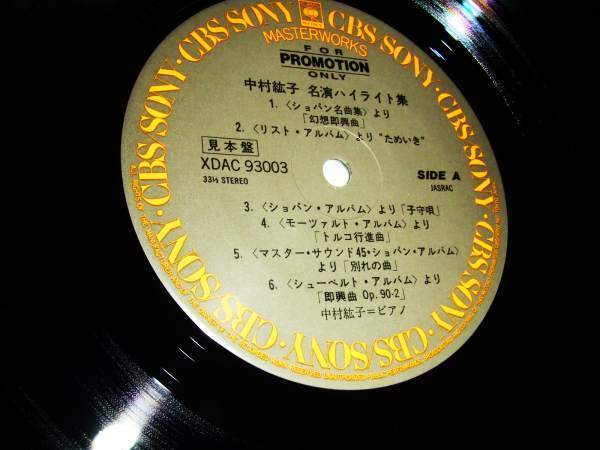 CBS/SONY · CBS/SONY · CBS/SONY · CBS/SONY · CBS/SONY · CBS/SONY
MASTERWORKS
FOR
PROMOTION
ONLY
中村紘子 名演ハイライト集
1. 〈ショパン名曲集〉より
「幻想即興曲」
2. 〈リスト・アルバム〉より“ためいき”
見本盤
XDAC 93003
33⅓ STEREO
SIDE A
JASRAC
3. 〈ショパン・アルバム〉より「子守唄」
4. 〈モーツァルト・アルバム〉より
「トルコ行進曲」
5. 〈マスター・サウンド45・ショパン・アルバム〉
より「別れの曲」
6. 〈シューベルト・アルバム〉より
「即興曲 Op. 90-2」
中村紘子=ピアノ